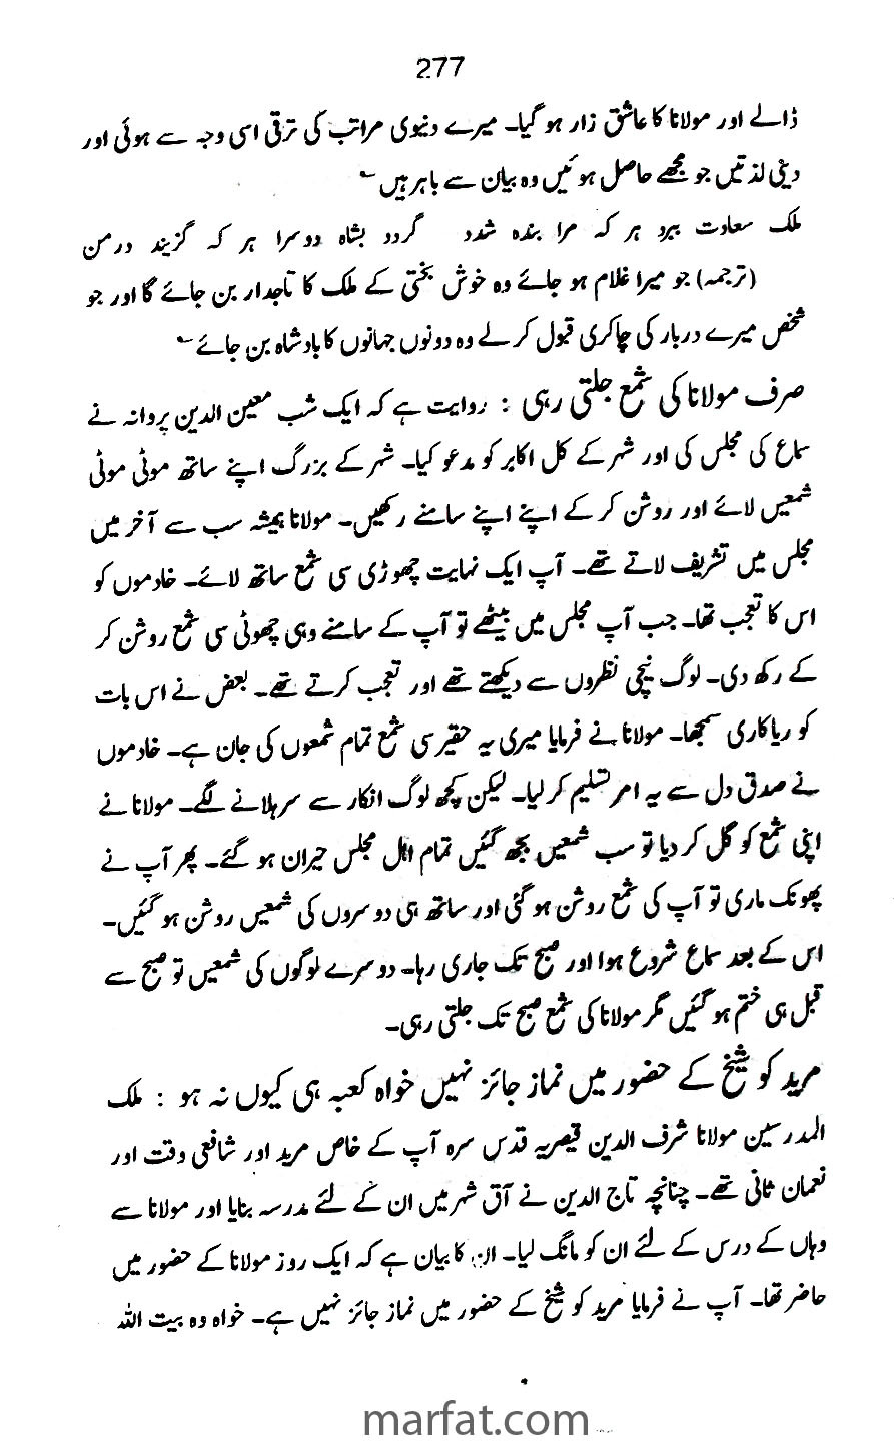 277
ڈالے اور مولانا کا عاشق زار ہو گیا۔ میرے دنیوی مراتب کی ترقی اسی وجہ سے ہوئی اور
دینی لذتیں جو مجھے حاصل ہوئیں وہ بیان سے باہر ہیں
ملک سعادت ببرد ہر کہ مرا بندہ شدد گردد بشاہ دوسرا ہر کہ گزیند درمن
(ترجمہ) جو میرا غلام ہو جائے وہ خوش بختی کے ملک کا تاجدار بن جائے گا اور جو
شخص میرے دربار کی چاکری قبول کر لے وہ دونوں جہانوں کا بادشاہ بن جائے
صرف مولانا کی شمع جلتی رہی : روایت ہے کہ ایک شب معین الدین پروانہ نے
سماع کی مجلس کی اور شہر کے کل اکابر کو مدعو کیا۔ شہر کے بزرگ اپنے ساتھ موٹی موٹی
شمعیں لائے اور روشن کر کے اپنے اپنے سامنے رکھیں۔ مولانا ہمیشہ سب سے آخر میں
مجلس میں تشریف لاتے تھے۔ آپ ایک نہایت چھوڑی سی شمع ساتھ لائے۔ خادموں کو
اس کا تعجب تھا۔ جب آپ مجلس میں بیٹھے تو آپ کے سامنے وہی چھوٹی سی شمع روشن کر
کے رکھ دی۔ لوگ نیچی نظروں سے دیکھتے تھے اور تعجب کرتے تھے۔ بعض نے اس بات
کو ریاکاری سمجھا۔ مولانا نے فرمایا میری یہ حقیر سی شمع تمام شمعوں کی جان ہے۔ خادموں
نے صدق دل سے یہ امر تسلیم کر لیا۔ لیکن کچھ لوگ انکار سے سر ہلانے لگے۔ مولانا نے
اپنی شمع کو گل کر دیا تو سب شمعیں بجھ گئیں تمام اہل مجلس حیران ہو گئے۔ پھر آپ نے
پھونک ماری تو آپ کی شمع روشن ہو گئی اور ساتھ ہی دوسروں کی شمعیں روشن ہو گئیں۔
اس کے بعد سماع شروع ہوا اور صبح تک جاری رہا۔ دوسرے لوگوں کی شمعیں تو صبح سے
قبل ہی ختم ہو گئیں مگر مولانا کی شمع صبح تک جلتی رہی۔
مرید کو شیخ کے حضور میں نماز جائز نہیں خواہ کعبہ ہی کیوں نہ ہو : ملک
المدرسین مولانا شرف الدین قیصریہ قدس سرہ آپ کے خاص مرید اور شافعی وقت اور
نعمان ثانی تھے۔ چنانچہ تاج الدین نے آق شہر میں ان کے لئے مدرسہ بنایا اور مولانا سے
وہاں کے درس کے لئے ان کو مانگ لیا۔ ان کا بیان ہے کہ ایک روز مولانا کے حضور میں
حاضر تھا۔ آپ نے فرمایا مرید کو شیخ کے حضور میں نماز جائز نہیں ہے۔ خواہ وہ بیت اللہ
marfat.com